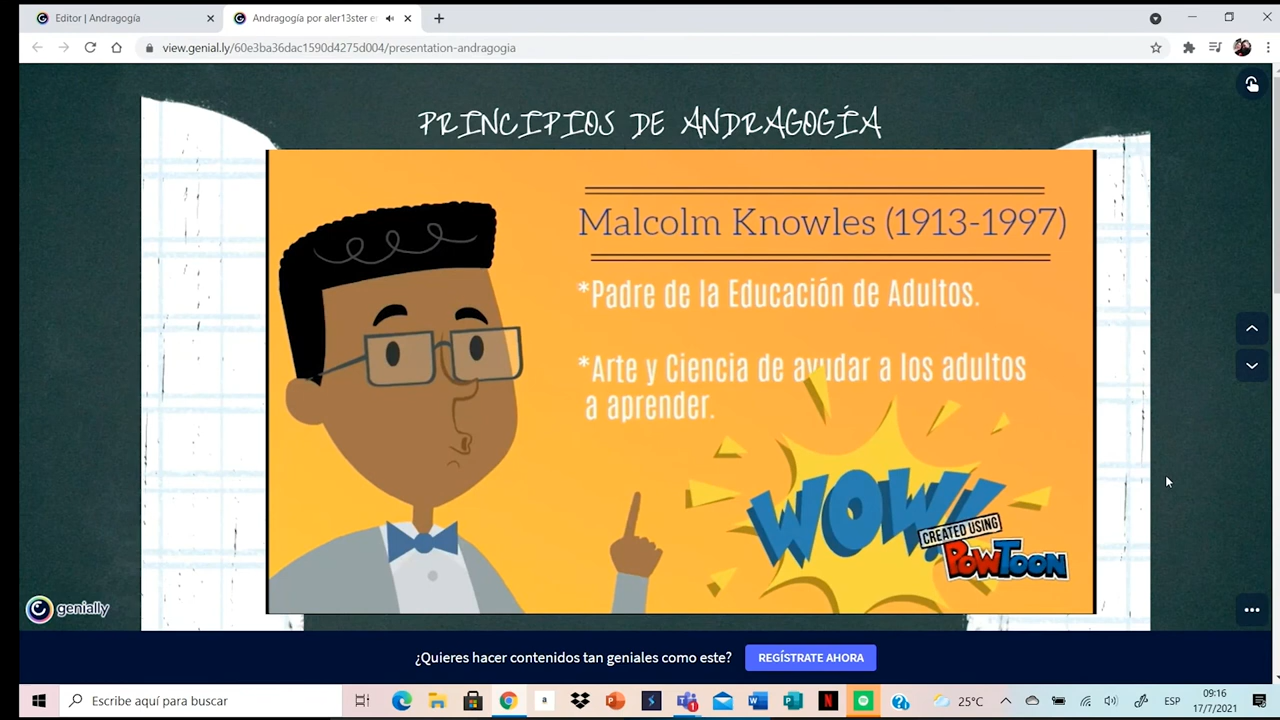 Editor | Andragogía
Andragogía por aler13ster e
view.genial.ly/60e3ba36dac1590d4275d004/presentation-andragogia
PRINCIPIOS DE ANDRAGOGÍA
Malcolm Knowles (1913-1997)
*Padre de la Educación de Adultos.
*Arte y Ciencia de ayudar a los adultos
a aprender.
WOW!
CREATED USING
POWTOON
genially
¿Quieres hacer contenidos tan geniales como este?
REGÍSTRATE AHORA
Escribe aquí para buscar
25°C
ESP
09:16
17/7/2021